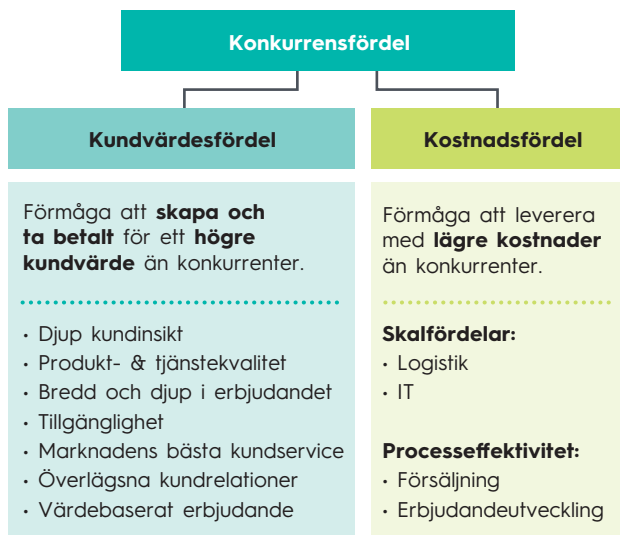 Konkurrensfördel
Kundvärdesfördel
Förmåga att skapa och
ta betalt för ett högre
kundvärde än konkurrenter.
• Djup kundinsikt
• Produkt- & tjänstekvalitet
• Bredd och djup i erbjudandet
• Tillgänglighet
• Marknadens bästa kundservice
• Överlägsna kundrelationer
• Värdebaserat erbjudande
Kostnadsfördel
Förmåga att leverera
med lägre kostnader
än konkurrenter.
Skalfördelar:
• Logistik
• IT
Processeffektivitet:
• Försäljning
• Erbjudandeutveckling